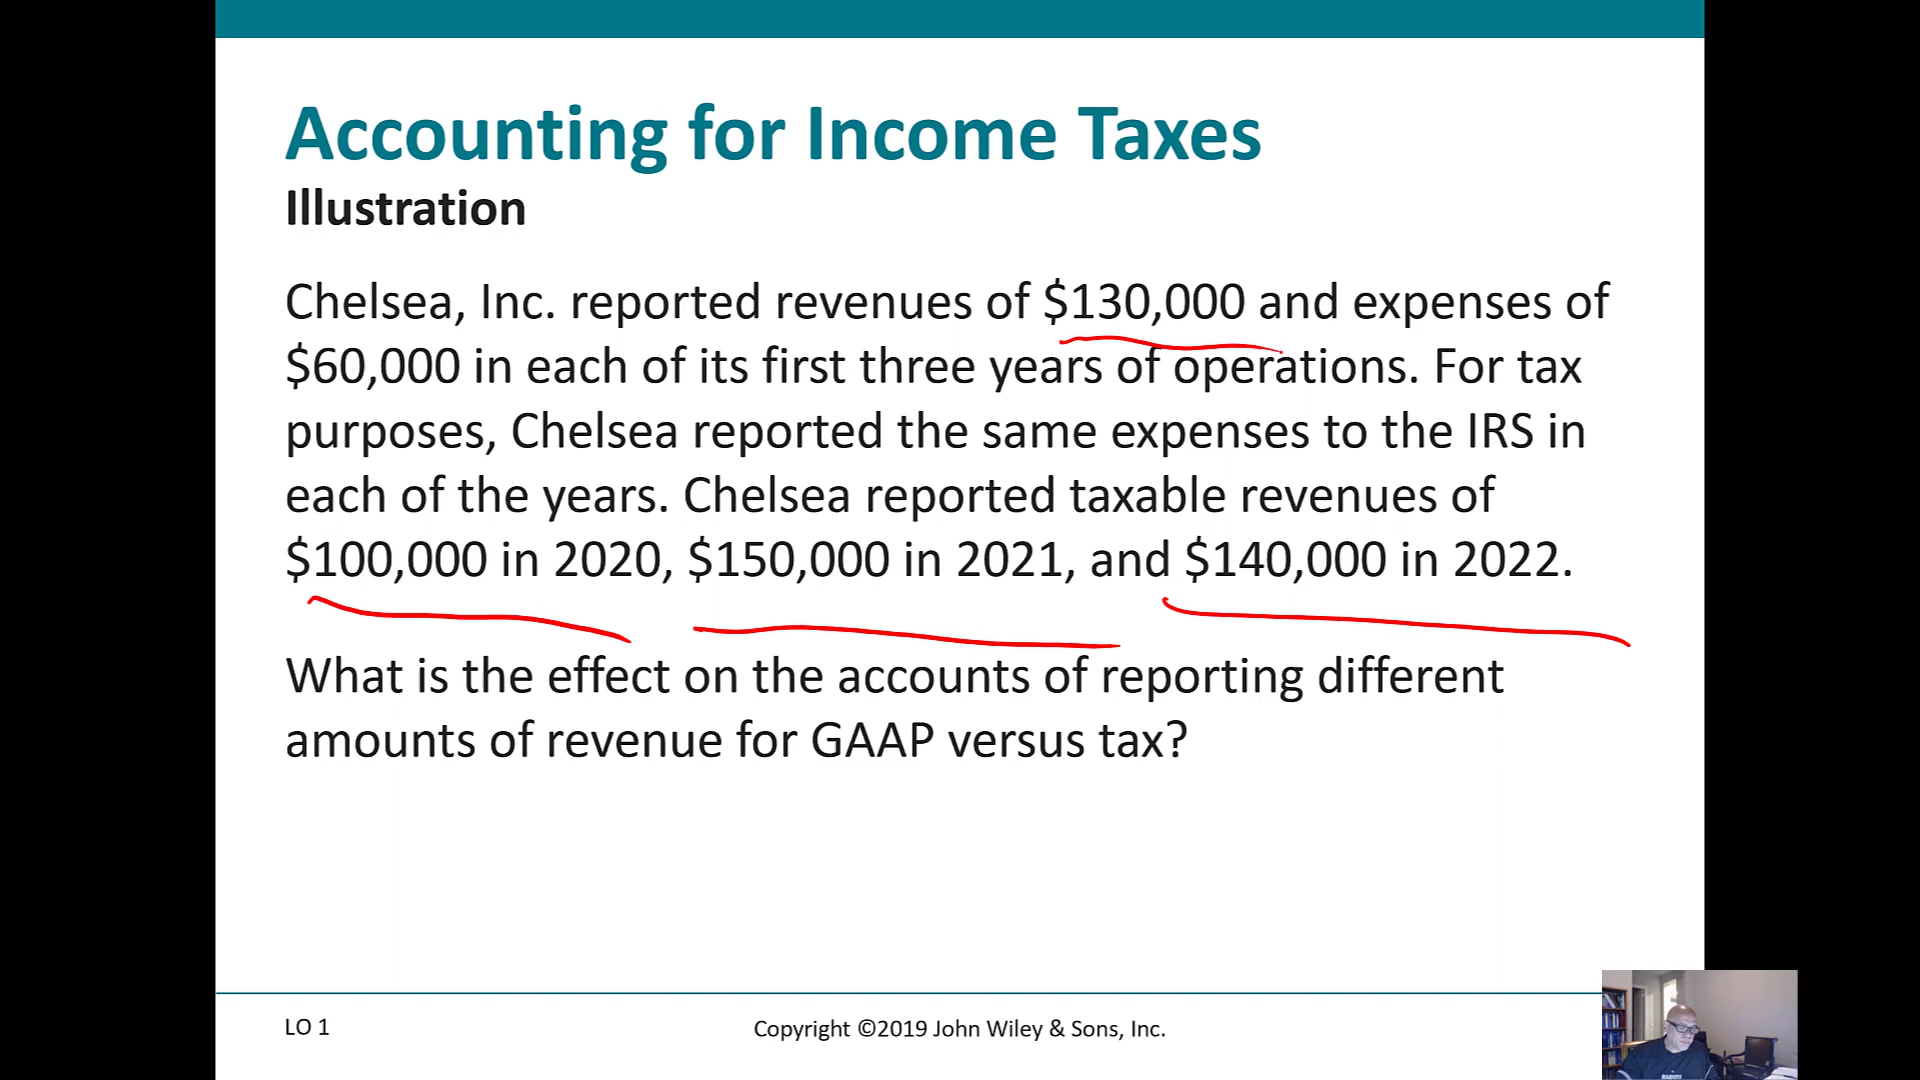 Accounting for Income Taxes
Illustration
Chelsea, Inc. reported revenues of $130,000 and expenses of
$60,000 in each of its first three years of operations. For tax
purposes, Chelsea reported the same expenses to the IRS in
each of the years. Chelsea reported taxable revenues of
$100,000 in 2020, $150,000 in 2021, and $140,000 in 2022.
What is the effect on the accounts of reporting different
amounts of revenue for GAAP versus tax?
LO 1
Copyright ©2019 John Wiley & Sons, Inc.